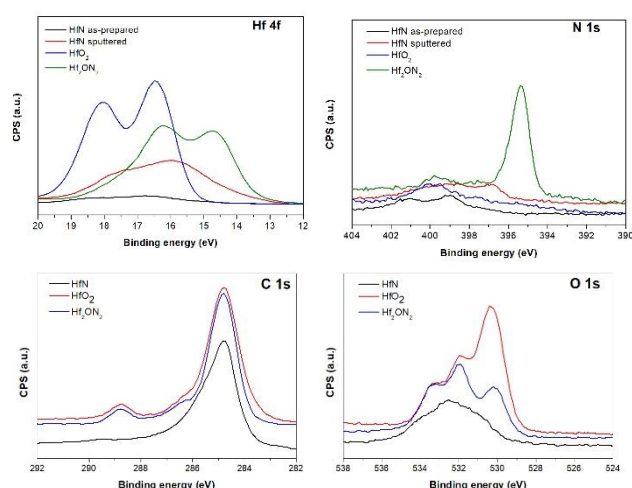 Hf 4f
HfN as-prepared
HfN sputtered
HfO2
Hf2ON2
CPS (a.u.)
20 19 18 17 16 15 14 13 12
Binding energy (eV)
N 1s
HfN as-prepared
HfN sputtered
HfO2
Hf2ON2
CPS (a.u.)
404 402 400 398 396 394 392 390
Binding energy (eV)
C 1s
HfN
HfO2
Hf2ON2
CPS (a.u.)
292 290 288 286 284 282
Binding energy (eV)
O 1s
HfN
HfO2
Hf2ON2
CPS (a.u.)
538 536 534 532 530 528 526 524
Binding energy (eV)